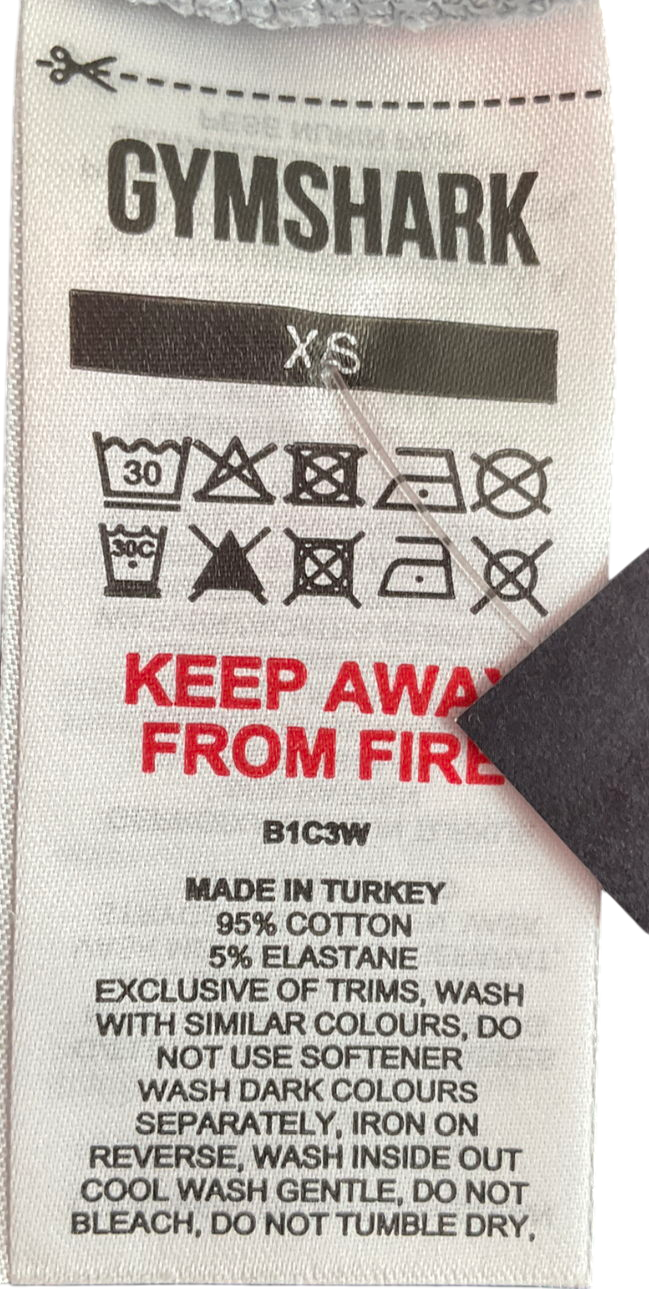 GYMSHARK
XS
30
30C
KEEP AWAY
FROM FIRE
B1C3W
MADE IN TURKEY
95% COTTON
5% ELASTANE
EXCLUSIVE OF TRIMS, WASH
WITH SIMILAR COLOURS, DO
NOT USE SOFTENER
WASH DARK COLOURS
SEPARATELY, IRON ON
REVERSE, WASH INSIDE OUT
COOL WASH GENTLE, DO NOT
BLEACH, DO NOT TUMBLE DRY,